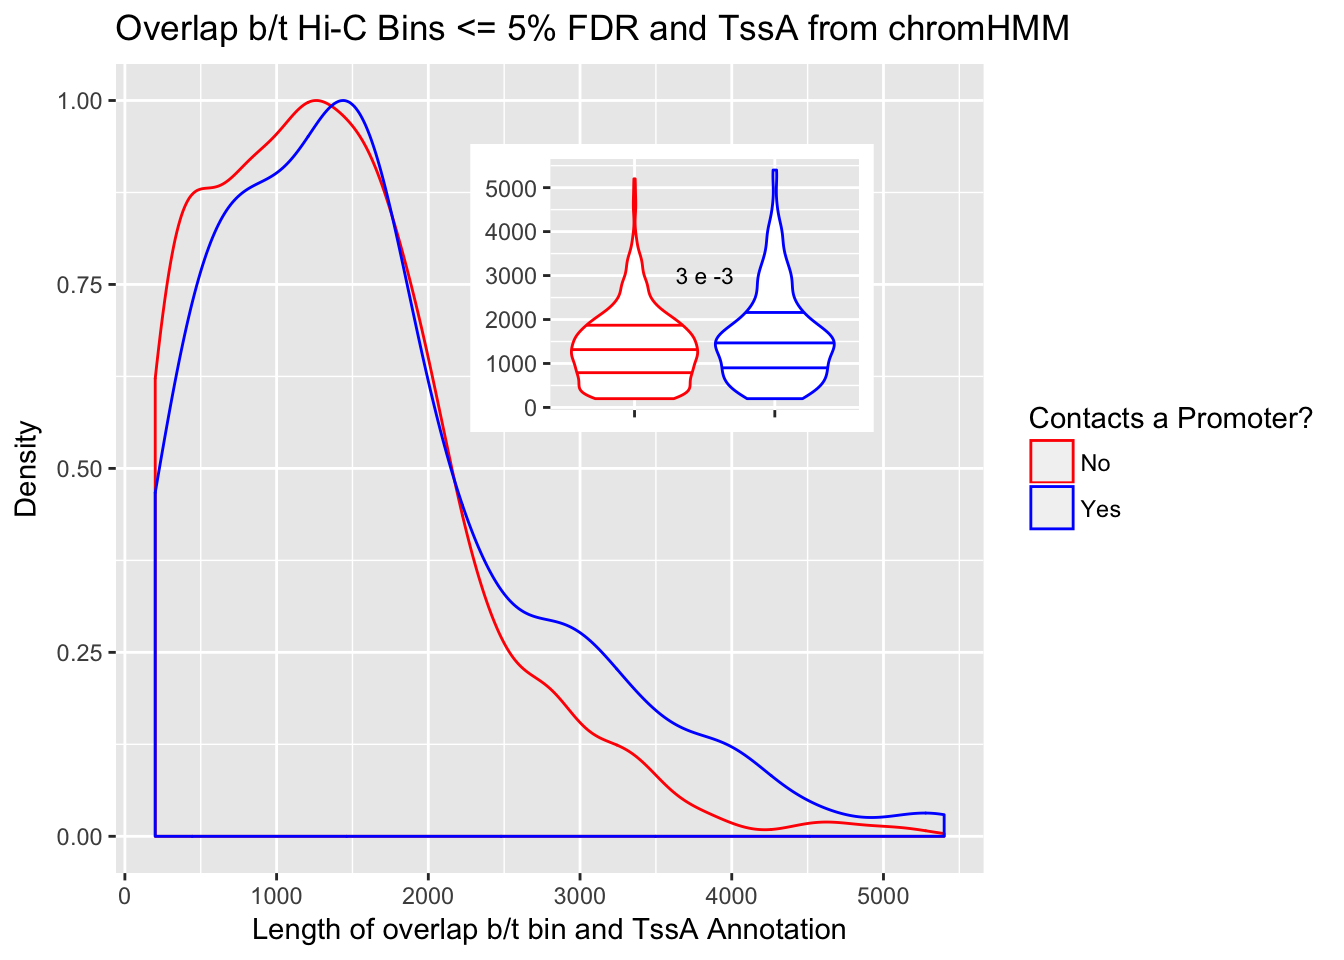 Overlap b/t Hi-C Bins <= 5% FDR and TssA from chromHMM
1.00
0.75
0.50
0.25
0.00
Density
0 1000 2000 3000 4000 5000
Length of overlap b/t bin and TssA Annotation
5000
4000
3000
2000
1000
0
3 e -3
Contacts a Promoter?
No
Yes